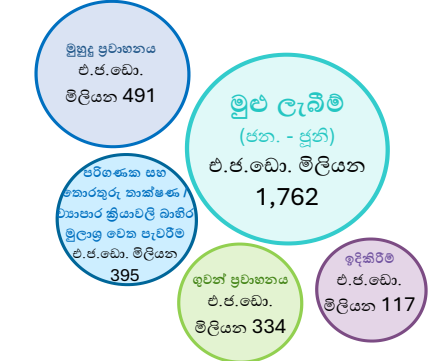 මුහුදු ප්‍රවාහනය
එ.ජ.ඩො.
මිලියන 491
මුළු ලැබීම්
(ජන. - ජූනි)
එ.ජ.ඩො. මිලියන
1,762
පරිගණක සහ
තොරතුරු තාක්ෂණ /
ව්‍යාපාර ක්‍රියාවලි බාහිර
මූලාශ්‍ර වෙත පැවරීම
එ.ජ.ඩො. මිලියන
395
ගුවන් ප්‍රවාහනය
එ.ජ.ඩො.
මිලියන 334
ඉදිකිරීම්
එ.ජ.ඩො.
මිලියන 117